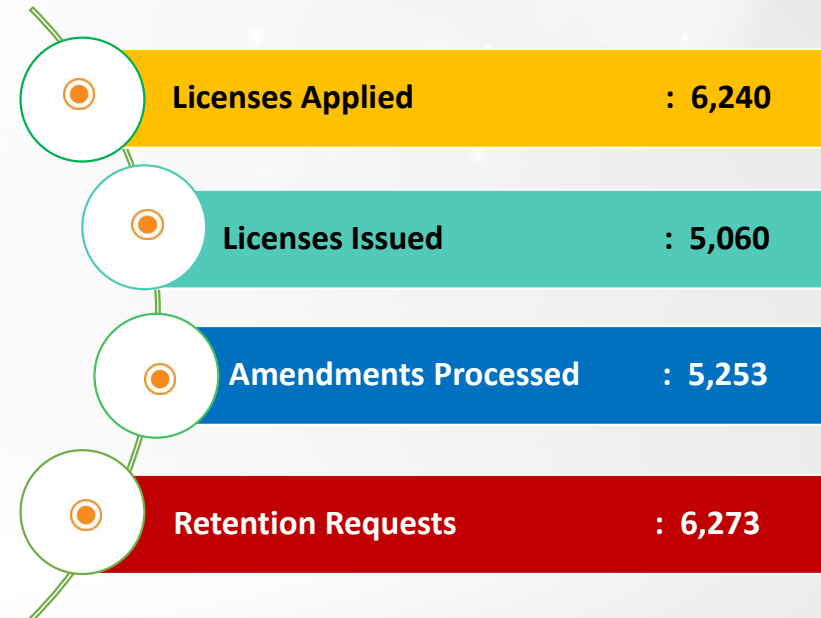 Licenses Applied : 6,240
Licenses Issued : 5,060
Amendments Processed : 5,253
Retention Requests : 6,273